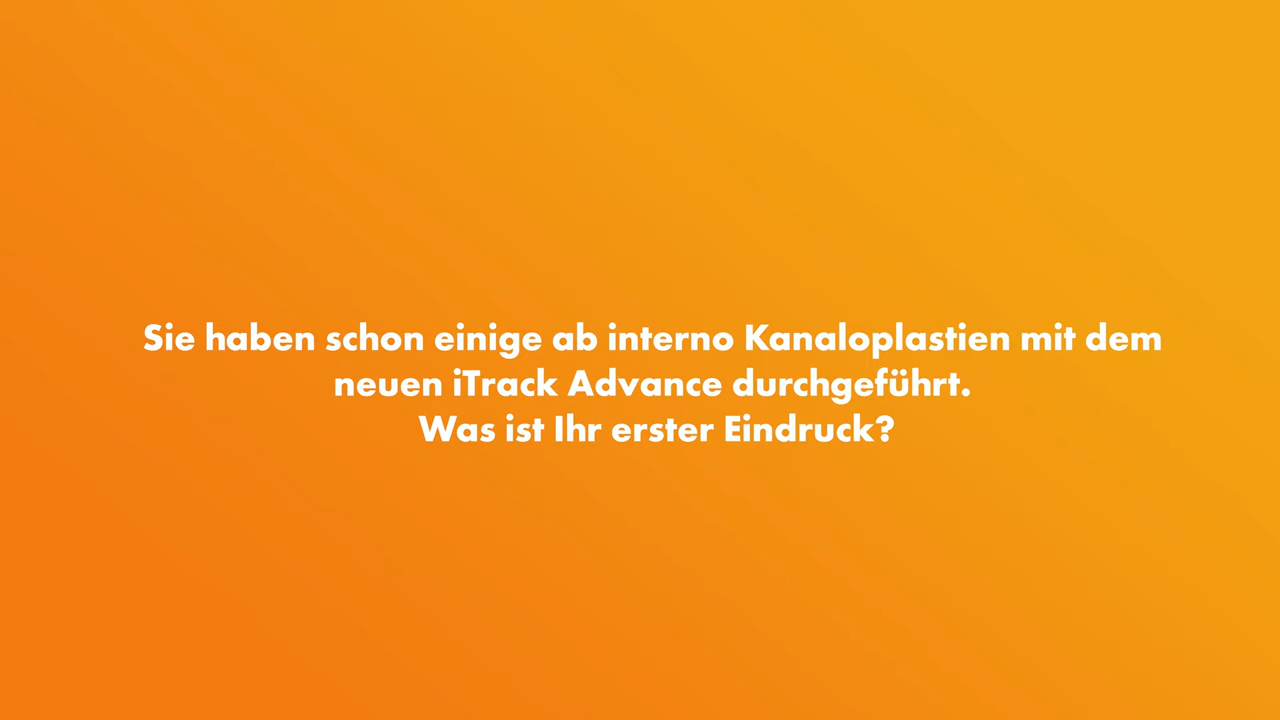 Sie haben schon einige ab interno Kanaloplastien mit dem
neuen iTrack Advance durchgeführt.
Was ist Ihr erster Eindruck?